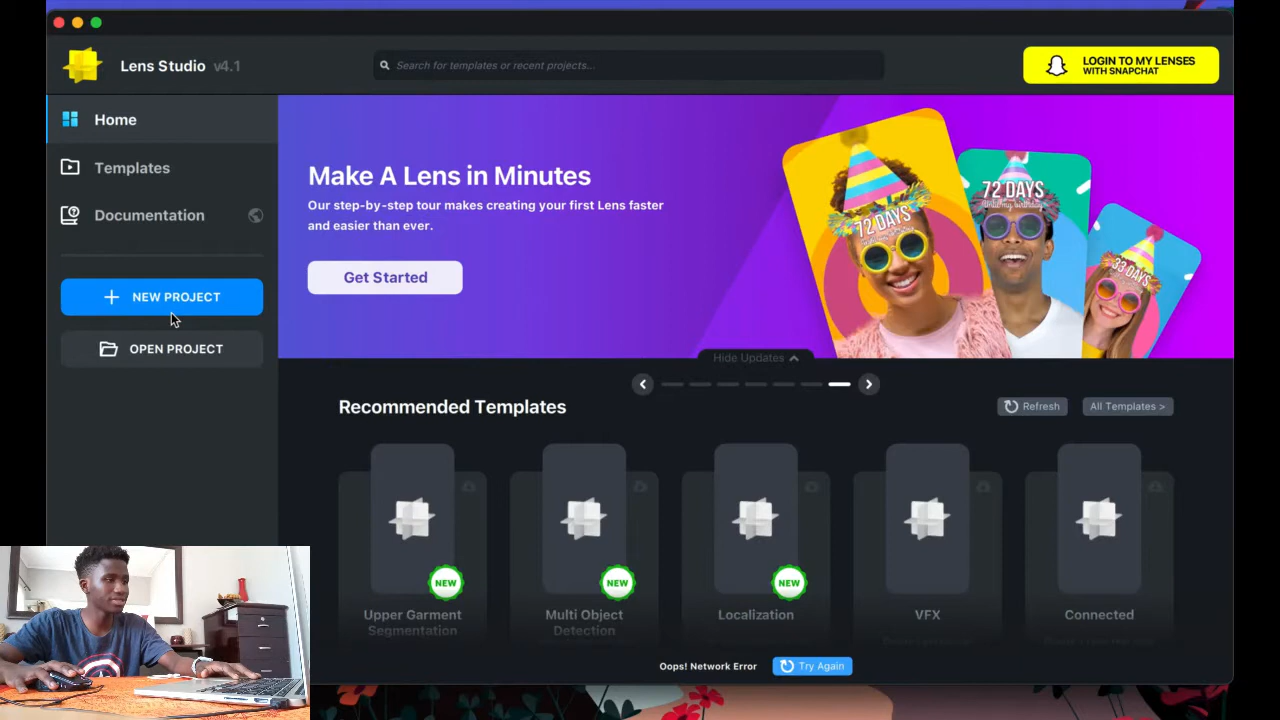 Lens Studio v4.1
Search for templates or recent projects...
LOGIN TO MY LENSES
WITH SNAPCHAT
Home
Templates
Documentation
NEW PROJECT
OPEN PROJECT
Make A Lens in Minutes
Our step-by-step tour makes creating your first Lens faster
and easier than ever.
Get Started
72 DAYS
72 DAYS
Until my birthday!
33 DAYS
Hide Updates
Recommended Templates
Refresh
All Templates >
NEW
NEW
NEW
Upper Garment
Segmentation
Multi Object
Detection
Localization
VFX
Connected
Oops! Network Error
Try Again